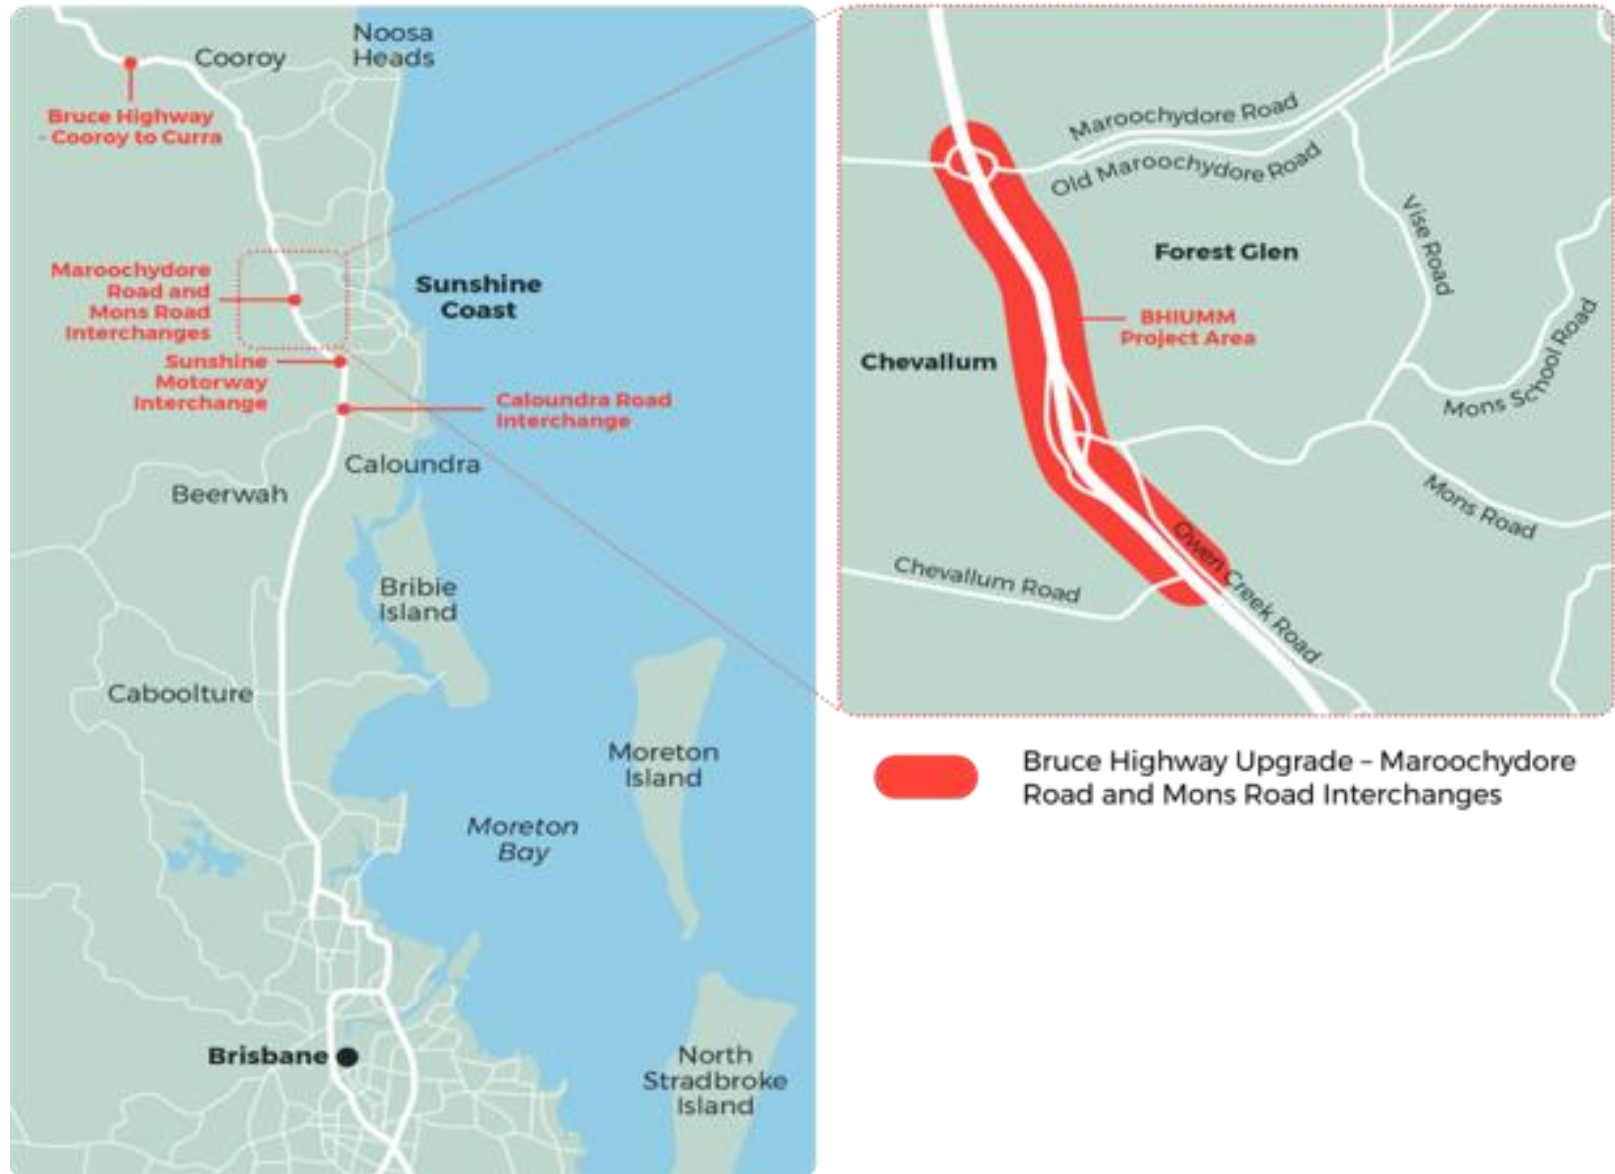 Noosa
Heads
Cooroy
Bruce Highway
- Cooroy to Curra
Maroochydore
Road and
Mons Road
Interchanges
Sunshine
Coast
Sunshine
Motorway
Interchange
Caloundra Road
Interchange
Caloundra
Beerwah
Bribie
Island
Caboolture
Moreton
Island
Moreton
Bay
Brisbane
North
Stradbroke
Island
Maroochydore Road
Old Maroochydore Road
Vise Road
Forest Glen
BHIUMM
Project Area
Chevallum
Mons School Road
Mons Road
Owen Creek Road
Chevallum Road
Bruce Highway Upgrade – Maroochydore
Road and Mons Road Interchanges